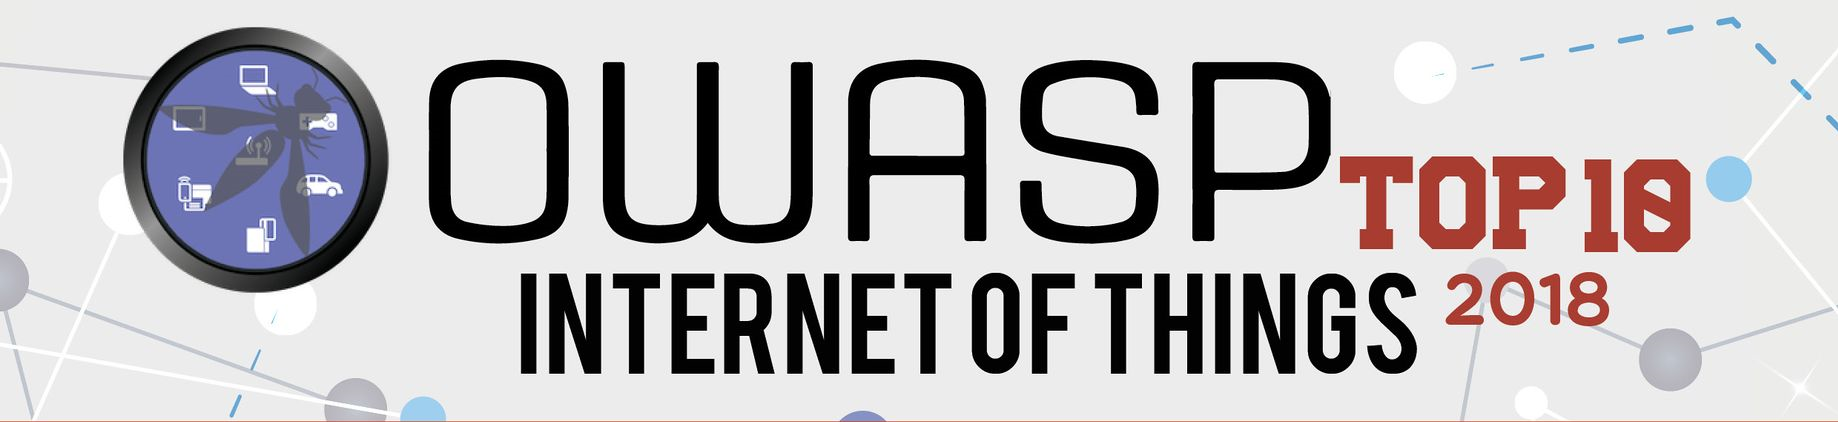 OWASP TOP 10
INTERNET OF THINGS 2018